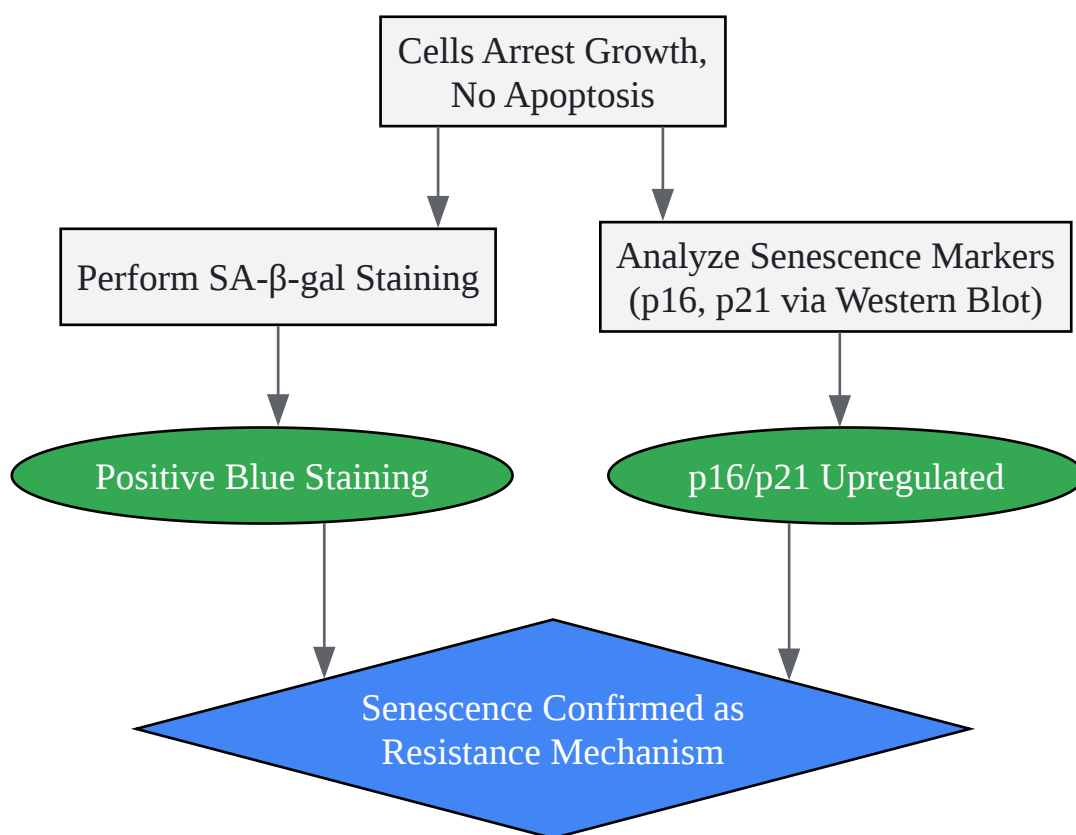 Cells Arrest Growth,
No Apoptosis
Perform SA-β-gal Staining
Analyze Senescence Markers
(p16, p21 via Western Blot)
Positive Blue Staining
p16/p21 Upregulated
Senescence Confirmed as
Resistance Mechanism